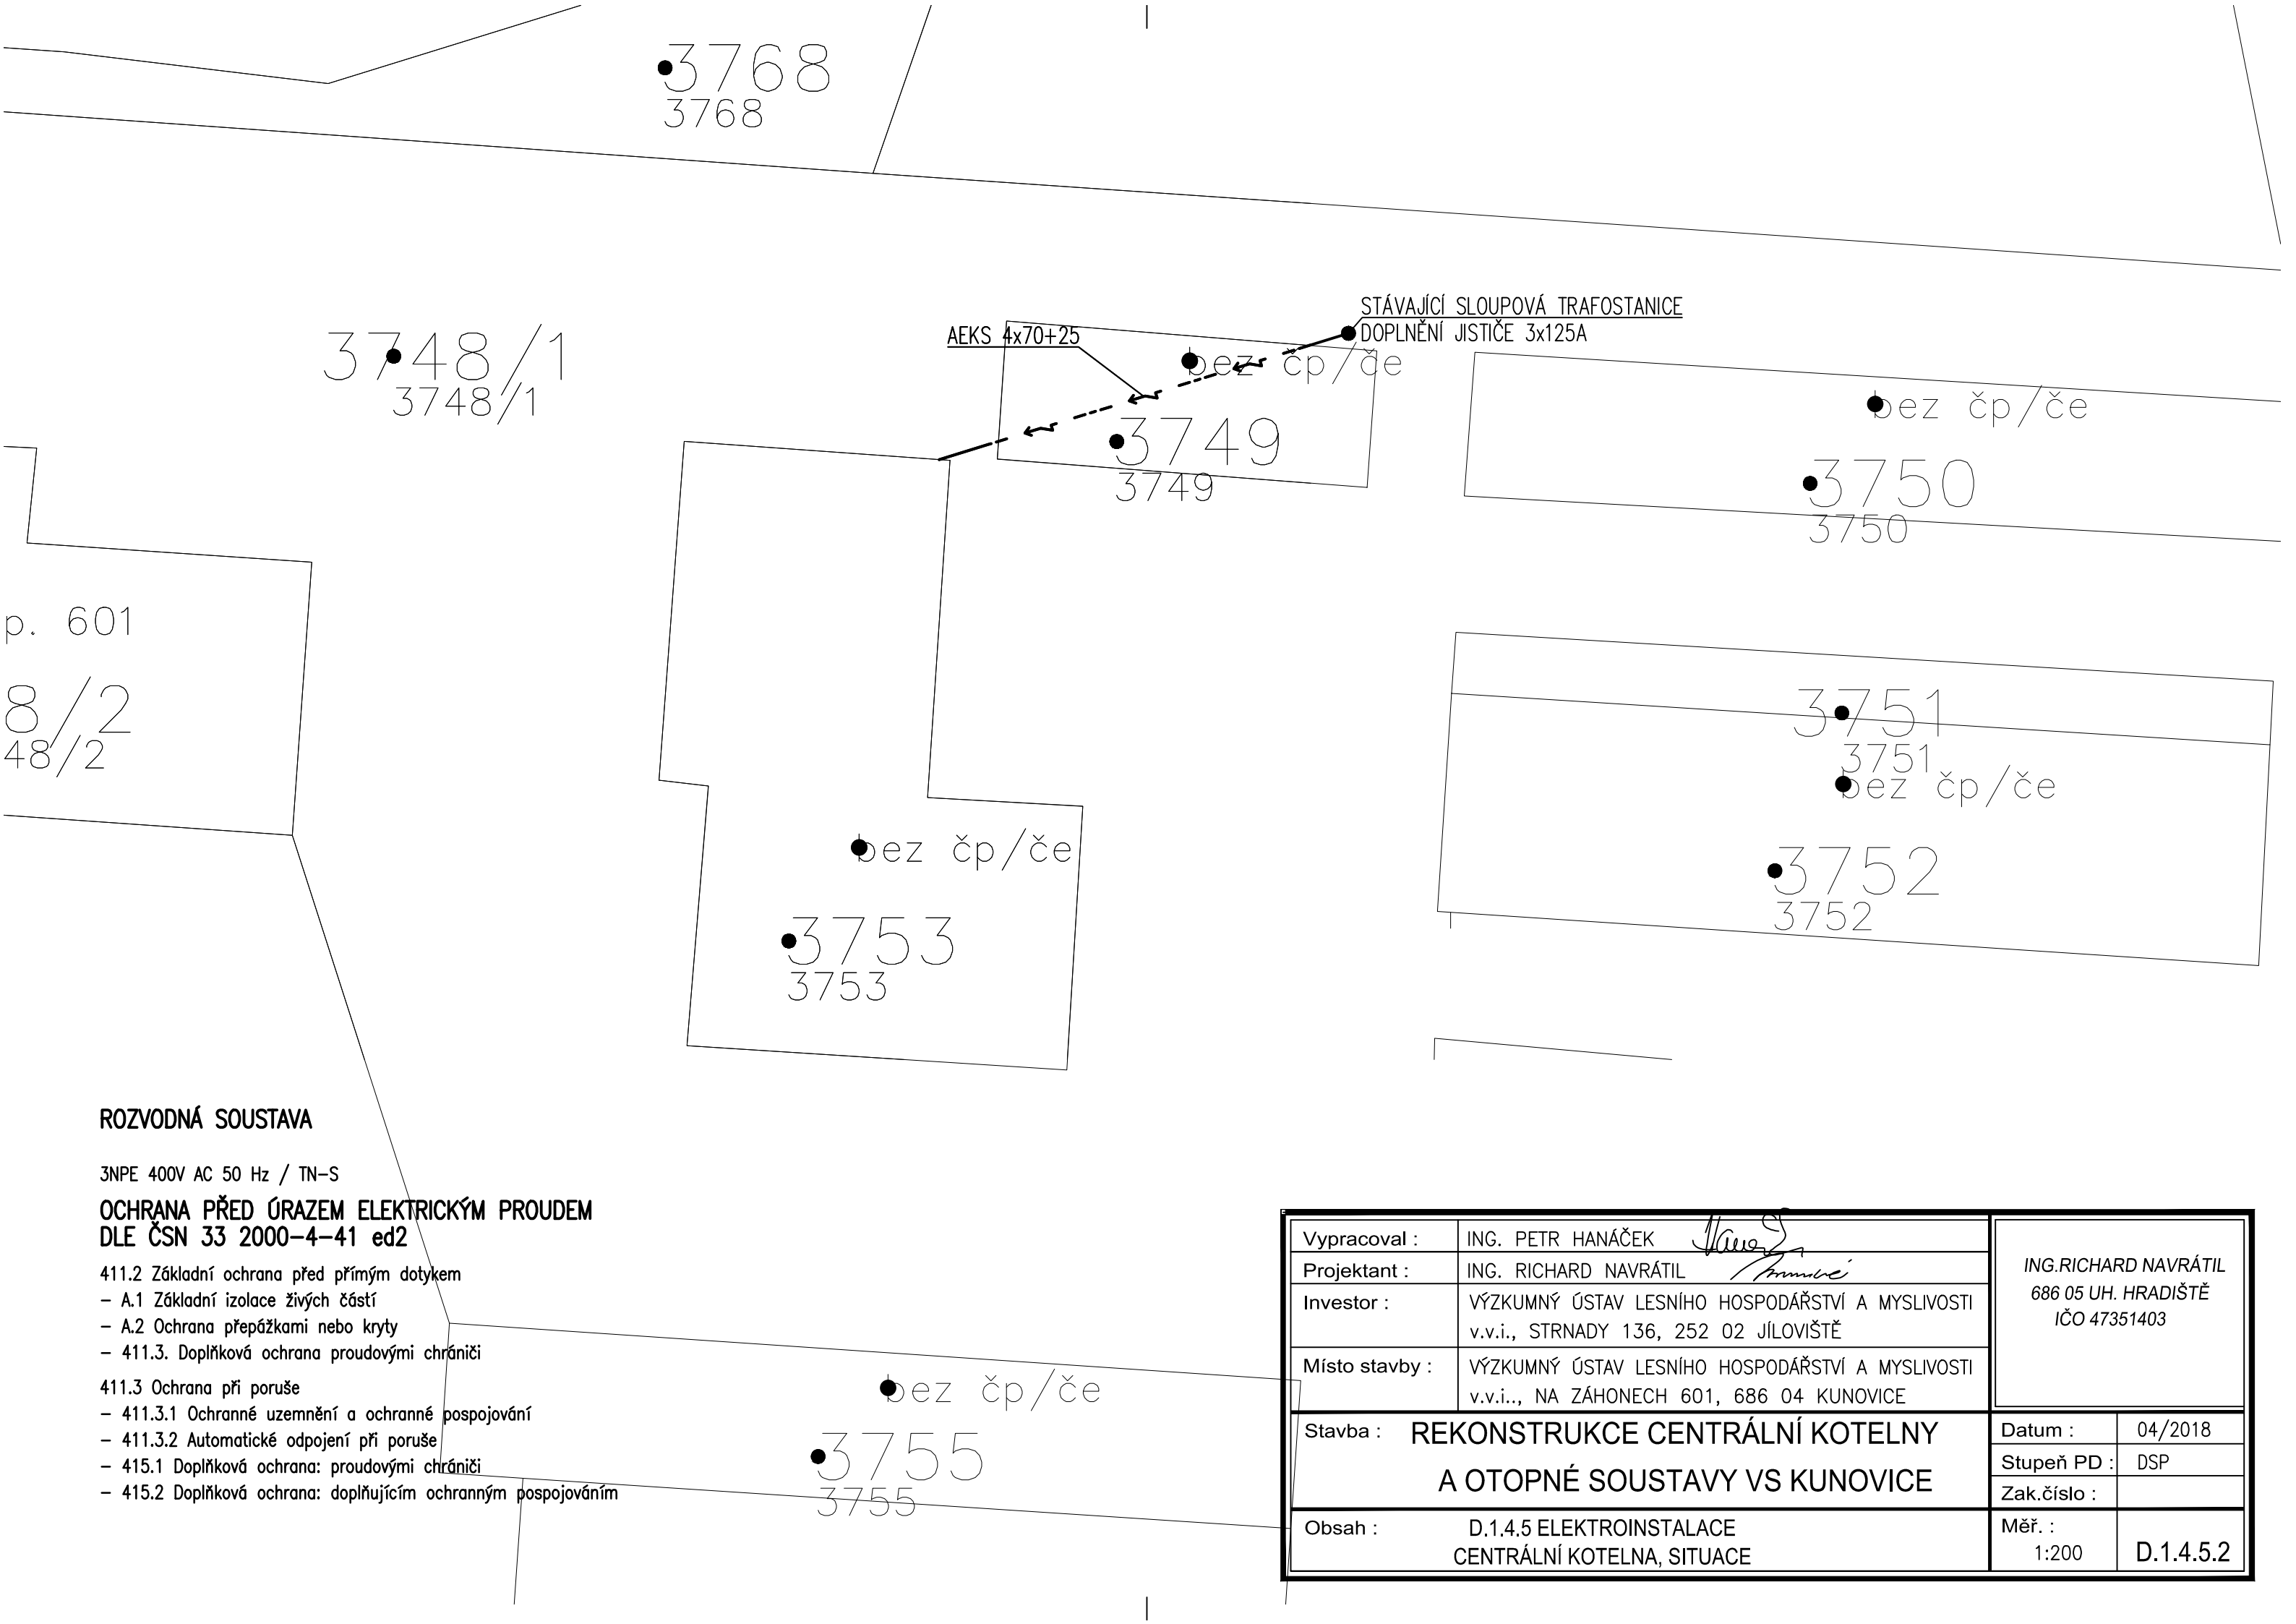 3768
3768
STÁVAJÍCÍ SLOUPOVÁ TRAFOSTANICE
DOPLNĚNÍ JISTIČE 3x125A
AEKS 4x70+25
bez čp/če
3748/1
3748/1
bez čp/če
3749
3749
3750
3750
p. 601
8/2
48/2
3751
3751
bez čp/če
3752
3752
bez čp/če
3753
3753
ROZVODNÁ SOUSTAVA
3NPE 400V AC 50 Hz / TN-S
OCHRANA PŘED ÚRAZEM ELEKTRICKÝM PROUDEM
DLE ČSN 33 2000-4-41 ed2
411.2 Základní ochrana před přímým dotykem
- A.1 Základní izolace živých částí
- A.2 Ochrana přepážkami nebo kryty
- 411.3. Doplňková ochrana proudovými chrániči
411.3 Ochrana při poruše
- 411.3.1 Ochranné uzemnění a ochranné pospojování
- 411.3.2 Automatické odpojení při poruše
- 415.1 Doplňková ochrana: proudovými chrániči
- 415.2 Doplňková ochrana: doplňujícím ochranným pospojováním
bez čp/če
3755
3755
Vypracoval : ING. PETR HANÁČEK
Projektant : ING. RICHARD NAVRÁTIL
Investor : VÝZKUMNÝ ÚSTAV LESNÍHO HOSPODÁŘSTVÍ A MYSLIVOSTI
v.v.i., STRNADY 136, 252 02 JÍLOVIŠTĚ
Místo stavby : VÝZKUMNÝ ÚSTAV LESNÍHO HOSPODÁŘSTVÍ A MYSLIVOSTI
v.v.i.., NA ZÁHONECH 601, 686 04 KUNOVICE
ING.RICHARD NAVRÁTIL
686 05 UH. HRADIŠTĚ
IČO 47351403
Stavba : REKONSTRUKCE CENTRÁLNÍ KOTELNY
A OTOPNÉ SOUSTAVY VS KUNOVICE
Datum : 04/2018
Stupeň PD : DSP
Zak.číslo :
Obsah : D.1.4.5 ELEKTROINSTALACE
CENTRÁLNÍ KOTELNA, SITUACE
Měř. :
1:200
D.1.4.5.2